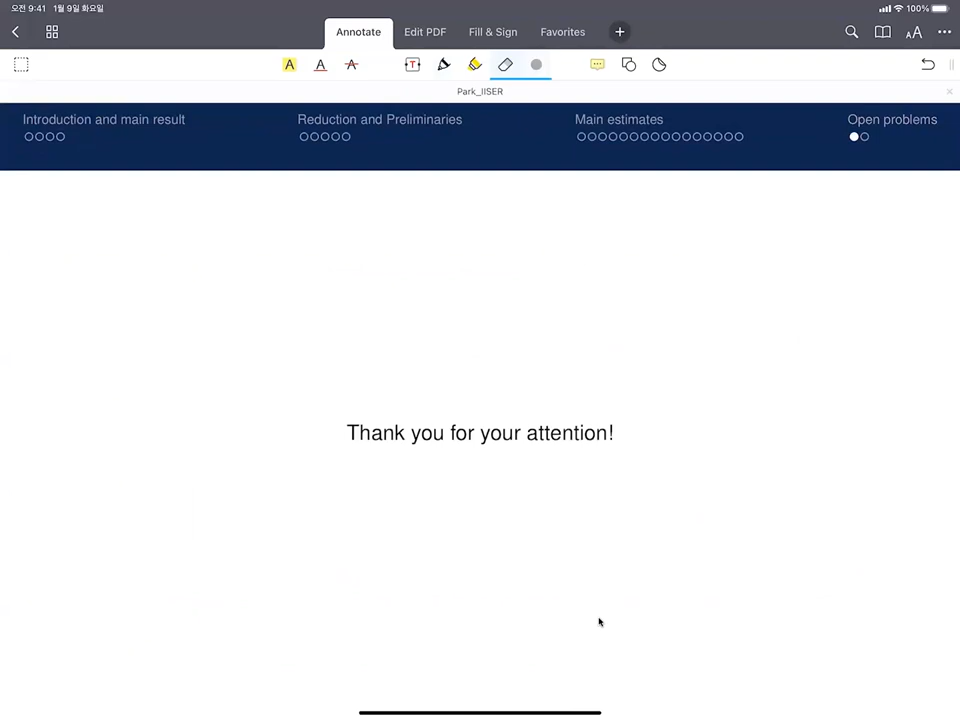 오전 9:41 1월 9일 화요일 100%
Annotate Edit PDF Fill & Sign Favorites
AA
A A A T
Park_IISER
Introduction and main result Reduction and Preliminaries Main estimates Open problems
Thank you for your attention!